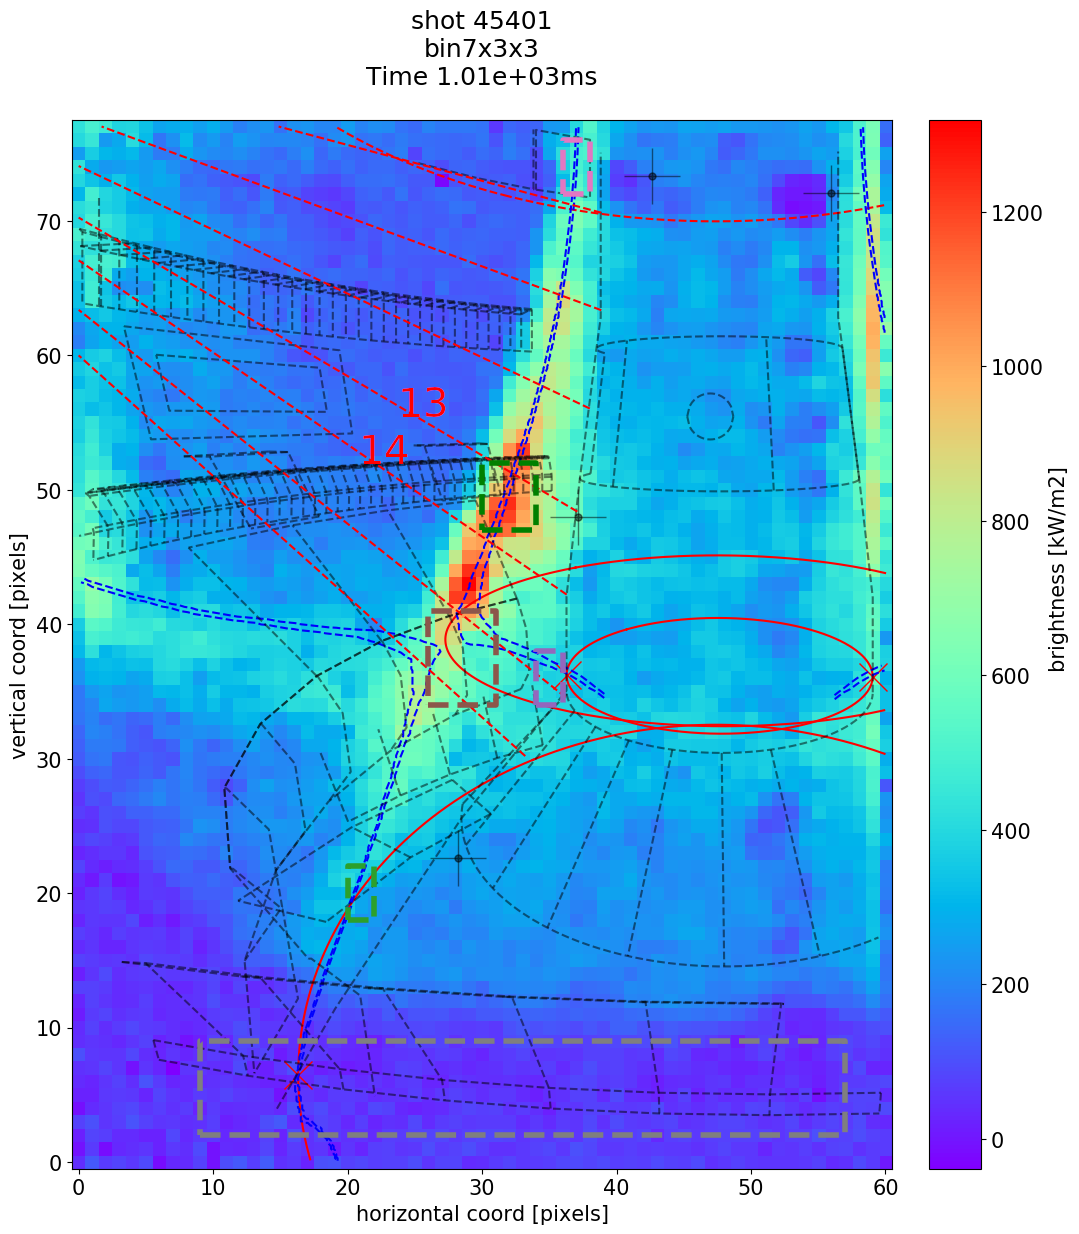 shot 45401
bin7x3x3
Time 1.01e+03ms
13
14
70
60
50
40
30
20
10
0
0 10 20 30 40 50 60
vertical coord [pixels]
horizontal coord [pixels]
1200
1000
800
600
400
200
0
brightness [kW/m2]